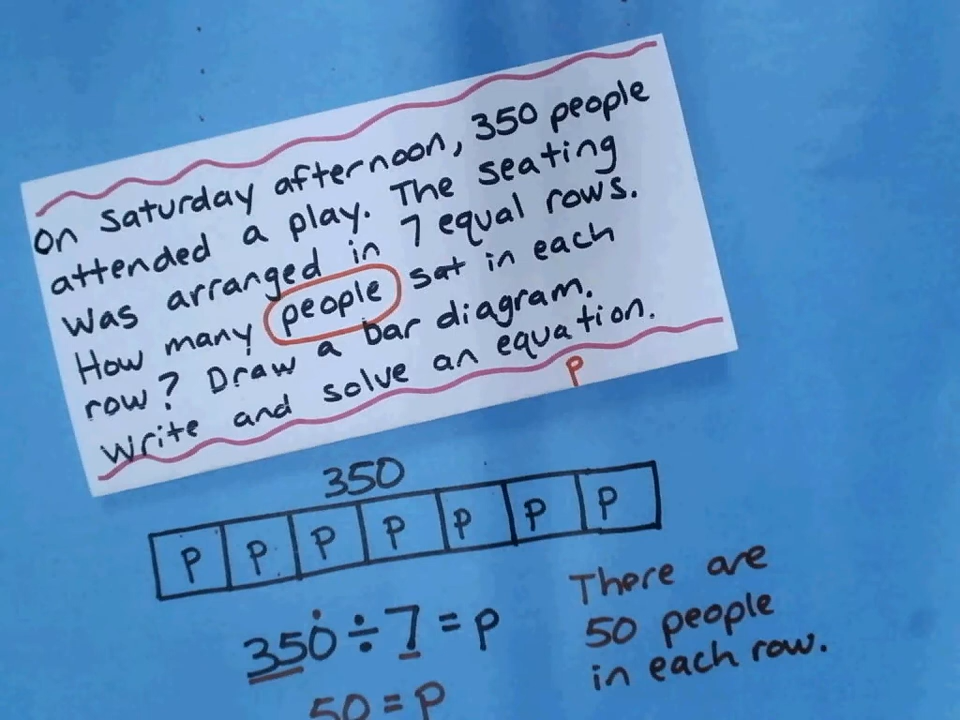 On Saturday afternoon, 350 people
attended a play. The seating
was arranged in 7 equal rows.
How many people sat in each
row? Draw a bar diagram.
Write and solve an equation.
P
350
P P P P P P P
350 ÷ 7 = P
50 = P
There are
50 people
in each row.